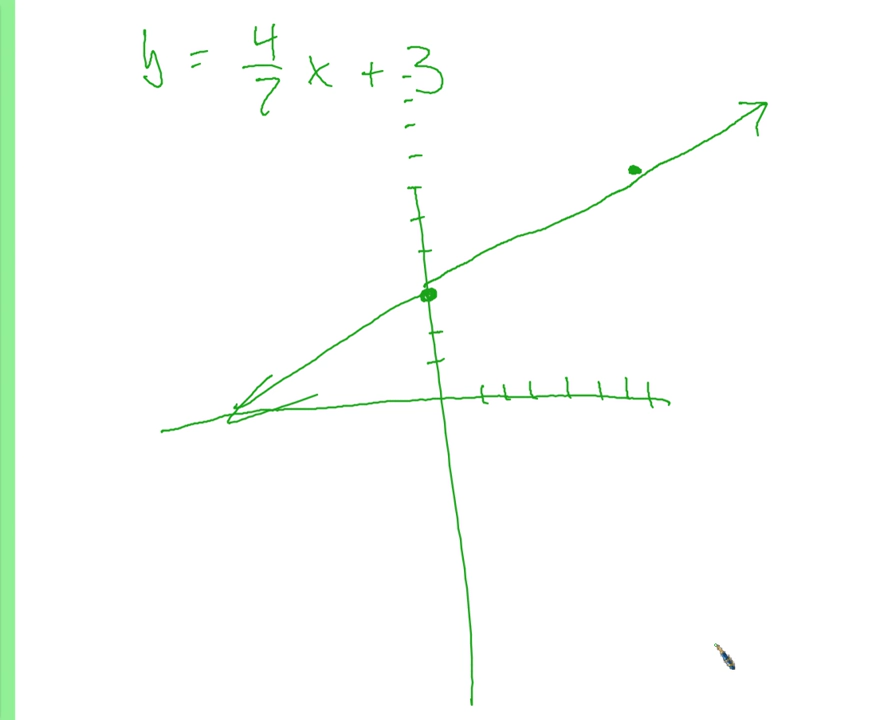 y = 4/7 x + 3